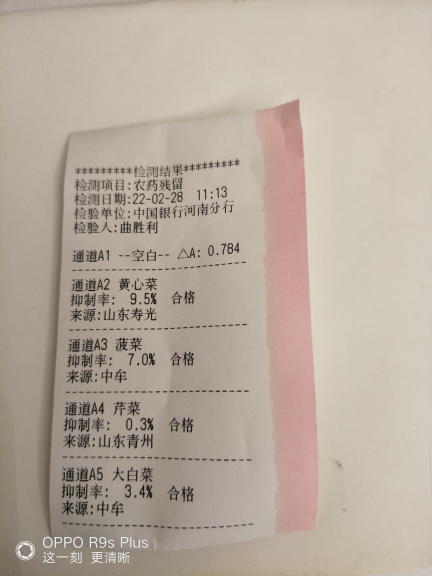 *********检测结果*********
检测项目:农药残留
检测日期:22-02-28 11:13
检验单位:中国银行河南分行
检验人:曲胜利
通道A1 --空白-- △A: 0.784
通道A2 黄心菜
抑制率: 9.5% 合格
来源:山东寿光
通道A3 菠菜
抑制率: 7.0% 合格
来源:中牟
通道A4 芹菜
抑制率: 0.3% 合格
来源:山东青州
通道A5 大白菜
抑制率: 3.4% 合格
来源:中牟
OPPO R9s Plus
这一刻 更清晰